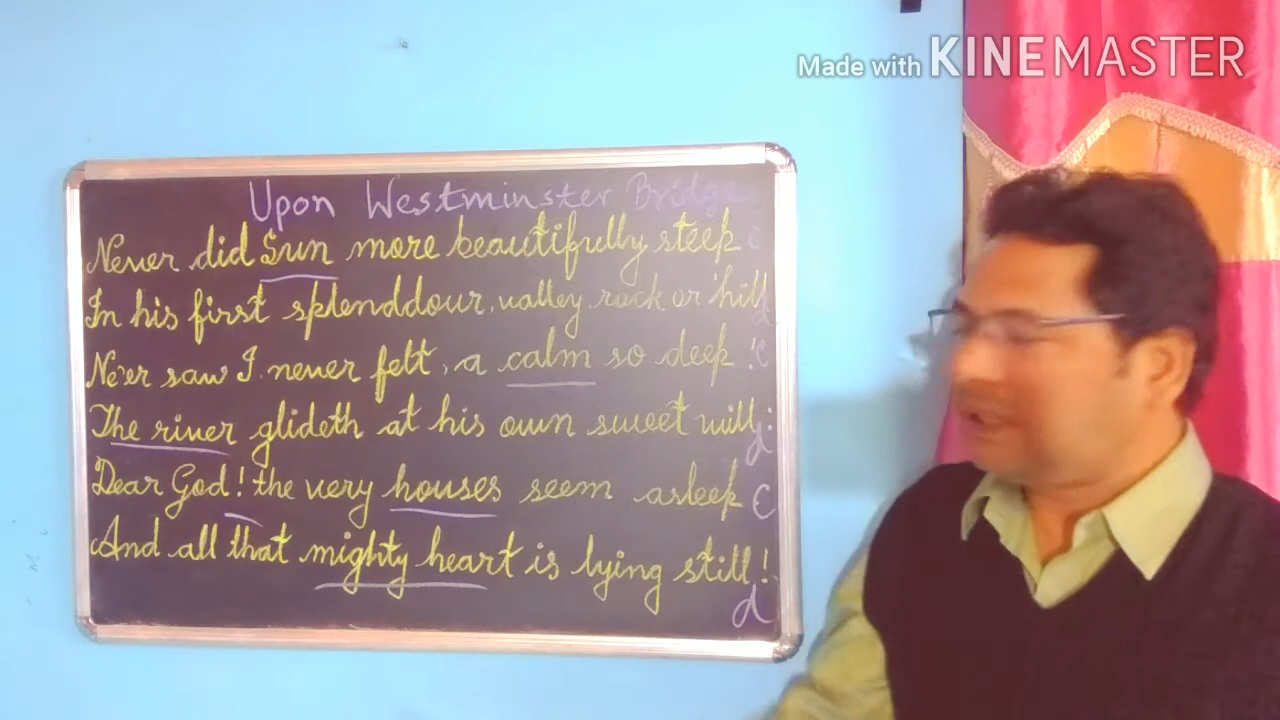 Made with KINEMASTER
Upon Westminster Bridge
Never did Sun more beautifully steep c
In his first splenddour, valley, rock, or hill d
Ne'er saw I, never felt, a calm so deep! c
The river glideth at his own sweet will: d
Dear God! the very houses seem asleep c
And all that mighty heart is lying still! d